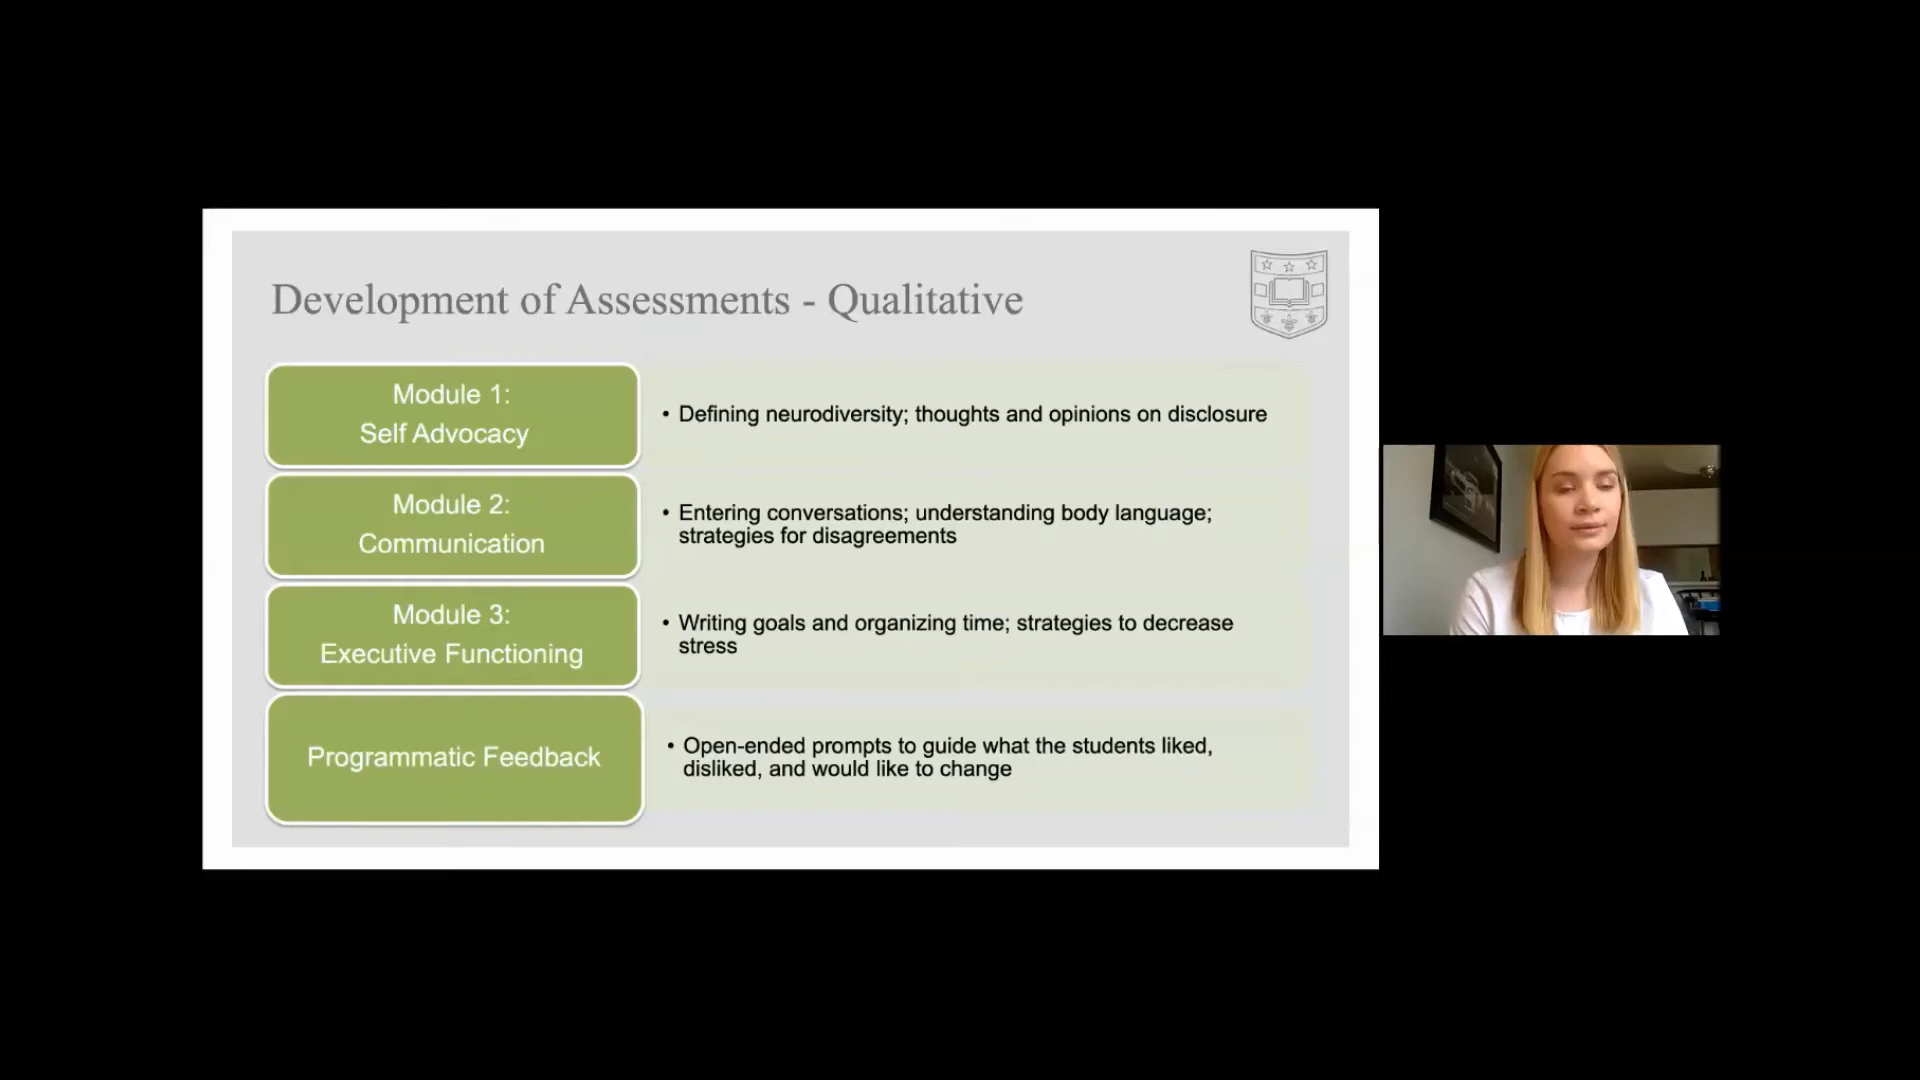 Development of Assessments - Qualitative
Module 1:
Self Advocacy
• Defining neurodiversity; thoughts and opinions on disclosure
Module 2:
Communication
• Entering conversations; understanding body language;
strategies for disagreements
Module 3:
Executive Functioning
• Writing goals and organizing time; strategies to decrease
stress
Programmatic Feedback
• Open-ended prompts to guide what the students liked,
disliked, and would like to change